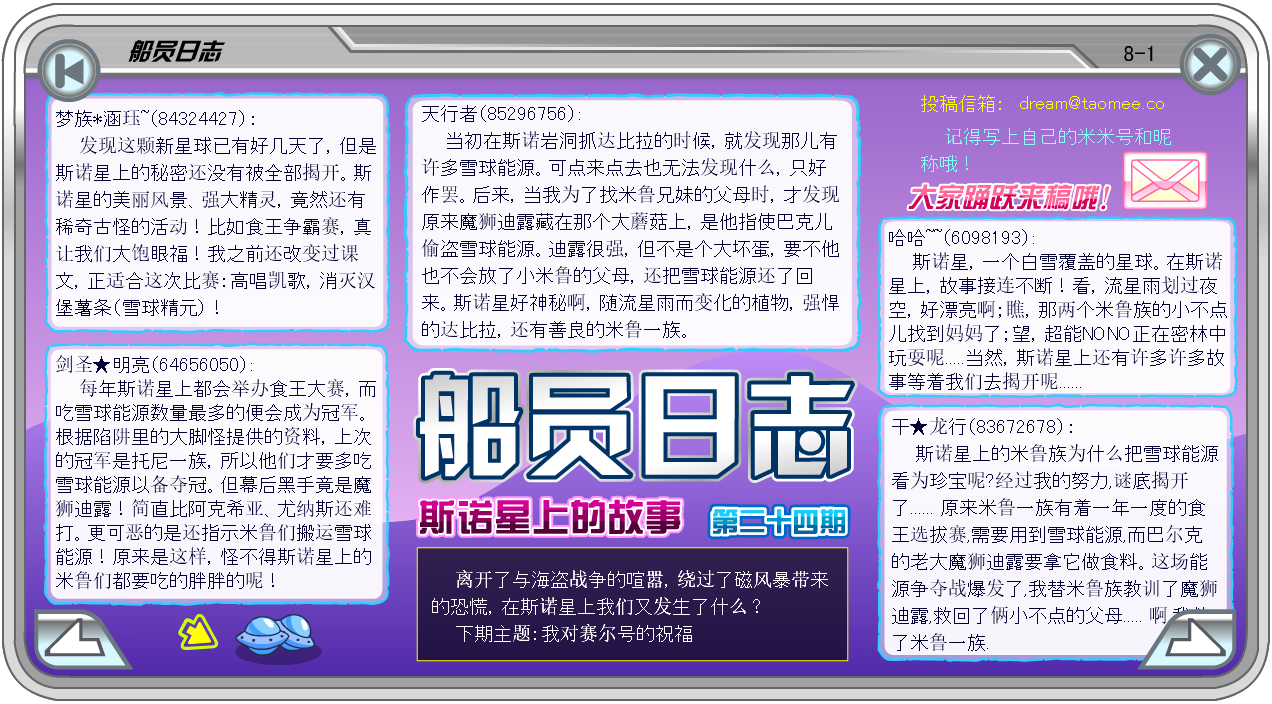 船员日志
8-1
梦族*涵珏~(84324427):
发现这颗新星球已有好几天了, 但是
斯诺星上的秘密还没有被全部揭开。斯
诺星的美丽风景、强大精灵, 竟然还有
稀奇古怪的活动！比如食王争霸赛, 真
让我们大饱眼福！我之前还改变过课
文, 正适合这次比赛:高唱凯歌, 消灭汉
堡薯条(雪球精元)！
剑圣★明亮(64656050):
每年斯诺星上都会举办食王大赛, 而
吃雪球能源数量最多的便会成为冠军。
根据陷阱里的大脚怪提供的资料, 上次
的冠军是托尼一族, 所以他们才要多吃
雪球能源以备夺冠。但幕后黑手竟是魔
狮迪露！简直比阿克希亚、尤纳斯还难
打。更可恶的是还指示米鲁们搬运雪球
能源！原来是这样, 怪不得斯诺星上的
米鲁们都要吃的胖胖的呢！
天行者(85296756):
当初在斯诺岩洞抓达比拉的时候, 就发现那儿有
许多雪球能源。可点来点去也无法发现什么, 只好
作罢。后来, 当我为了找米鲁兄妹的父母时, 才发现
原来魔狮迪露藏在那个大蘑菇上, 是他指使巴克儿
偷盗雪球能源。迪露很强, 但不是个大坏蛋, 要不他
也不会放了小米鲁的父母, 还把雪球能源还了回
来。斯诺星好神秘啊, 随流星雨而变化的植物, 强悍
的达比拉, 还有善良的米鲁一族。
船员日志
斯诺星上的故事 第二十四期
离开了与海盗战争的喧嚣, 绕过了磁风暴带来
的恐慌, 在斯诺星上我们又发生了什么？
下期主题:我对赛尔号的祝福
投稿信箱： dream@taomee.co
记得写上自己的米米号和昵
称哦！
大家踊跃来稿哦!
哈哈~~(6098193):
斯诺星, 一个白雪覆盖的星球。在斯诺
星上, 故事接连不断！看, 流星雨划过夜
空, 好漂亮啊;瞧, 那两个米鲁族的小不点
儿找到妈妈了;望, 超能NONO正在密林中
玩耍呢.... 当然, 斯诺星上还有许多许多故
事等着我们去揭开呢......
干★龙行(83672678)：
斯诺星上的米鲁族为什么把雪球能源
看为珍宝呢?经过我的努力,谜底揭开
了...... 原来米鲁一族有着一年一度的食
王选拔赛,需要用到雪球能源,而巴尔克
的老大魔狮迪露要拿它做食料。这场能
源争夺战爆发了,我替米鲁族教训了魔狮
迪露,救回了俩小不点的父母..... 啊,我
了米鲁一族.